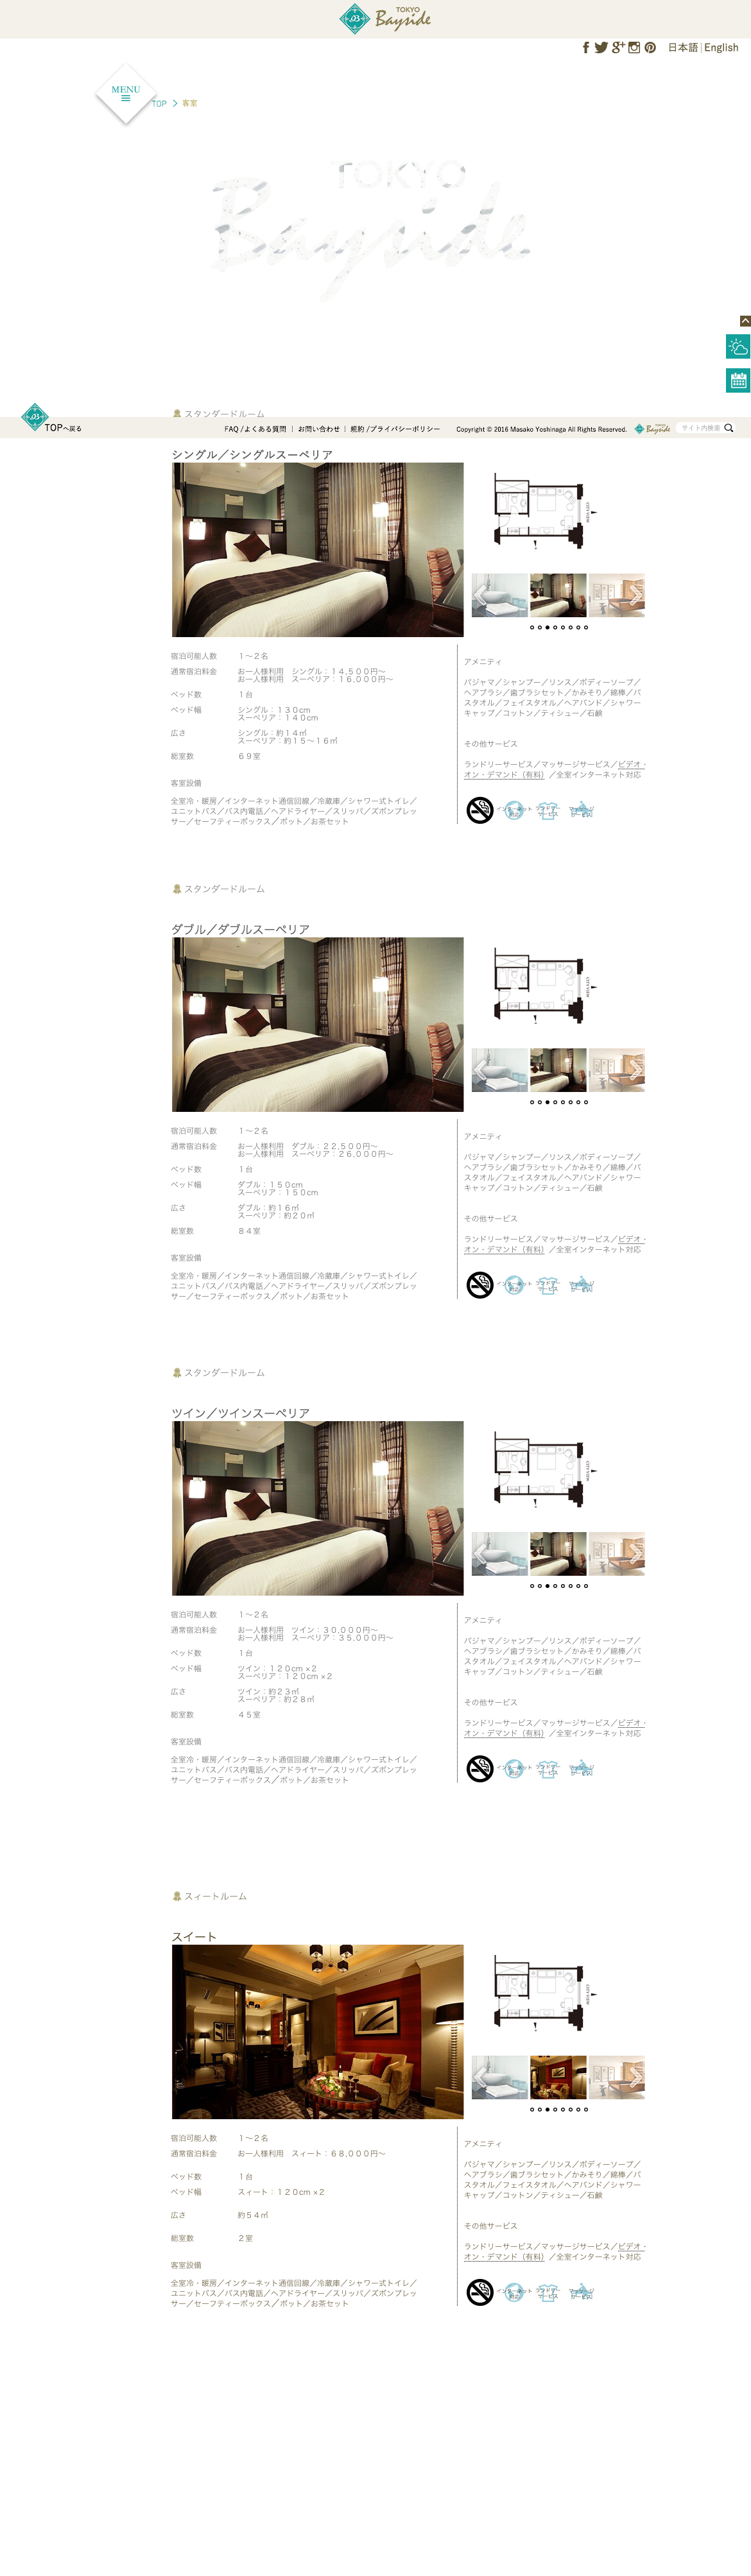 TOKYO
Bayside
日本語 | English
MENU
TOP > 客室
TOKYO
Bayside
スタンダードルーム
TOPへ戻る
FAQ /よくある質問 | お問い合わせ | 規約 /プライバシーポリシー
Copyright © 2016 Masako Yoshinaga All Rights Reserved.
サイト内検索
シングル／シングルスーペリア
宿泊可能人数 １〜２名
通常宿泊料金 お一人様利用 シングル：１４,５００円〜
お一人様利用 スーペリア：１６,０００円〜
ベッド数 １台
ベッド幅 シングル：１３０cm
スーペリア：１４０cm
広さ シングル：約１４㎡
スーペリア：約１５〜１６㎡
総室数 ６９室
客室設備
全室冷・暖房／インターネット通信回線／冷蔵庫／シャワー式トイレ／
ユニットバス／バス内電話／ヘアドライヤー／スリッパ／ズボンプレッ
サー／セーフティーボックス／ポット／お茶セット
アメニティ
パジャマ／シャンプー／リンス／ボディーソープ／
ヘアブラシ／歯ブラシセット／かみそり／綿棒／バ
スタオル／フェイスタオル／ヘアバンド／シャワー
キャップ／コットン／ティシュー／石鹸
その他サービス
ランドリーサービス／マッサージサービス／ビデオ・
オン・デマンド（有料）／全室インターネット対応
スタンダードルーム
ダブル／ダブルスーペリア
宿泊可能人数 １〜２名
通常宿泊料金 お一人様利用 ダブル：２２,５００円〜
お一人様利用 スーペリア：２６,０００円〜
ベッド数 １台
ベッド幅 ダブル：１５０cm
スーペリア：１５０cm
広さ ダブル：約１６㎡
スーペリア：約２０㎡
総室数 ８４室
客室設備
全室冷・暖房／インターネット通信回線／冷蔵庫／シャワー式トイレ／
ユニットバス／バス内電話／ヘアドライヤー／スリッパ／ズボンプレッ
サー／セーフティーボックス／ポット／お茶セット
アメニティ
パジャマ／シャンプー／リンス／ボディーソープ／
ヘアブラシ／歯ブラシセット／かみそり／綿棒／バ
スタオル／フェイスタオル／ヘアバンド／シャワー
キャップ／コットン／ティシュー／石鹸
その他サービス
ランドリーサービス／マッサージサービス／ビデオ・
オン・デマンド（有料）／全室インターネット対応
スタンダードルーム
ツイン／ツインスーペリア
宿泊可能人数 １〜２名
通常宿泊料金 お一人様利用 ツイン：３０,０００円〜
お一人様利用 スーペリア：３５,０００円〜
ベッド数 １台
ベッド幅 ツイン：１２０cm ×２
スーペリア：１２０cm ×２
広さ ツイン：約２３㎡
スーペリア：約２８㎡
総室数 ４５室
客室設備
全室冷・暖房／インターネット通信回線／冷蔵庫／シャワー式トイレ／
ユニットバス／バス内電話／ヘアドライヤー／スリッパ／ズボンプレッ
サー／セーフティーボックス／ポット／お茶セット
アメニティ
パジャマ／シャンプー／リンス／ボディーソープ／
ヘアブラシ／歯ブラシセット／かみそり／綿棒／バ
スタオル／フェイスタオル／ヘアバンド／シャワー
キャップ／コットン／ティシュー／石鹸
その他サービス
ランドリーサービス／マッサージサービス／ビデオ・
オン・デマンド（有料）／全室インターネット対応
スィートルーム
スイート
宿泊可能人数 １〜２名
通常宿泊料金 お一人様利用 スィート：６８,０００円〜
ベッド数 １台
ベッド幅 スィート：１２０cm ×２
広さ 約５４㎡
総室数 ２室
客室設備
全室冷・暖房／インターネット通信回線／冷蔵庫／シャワー式トイレ／
ユニットバス／バス内電話／ヘアドライヤー／スリッパ／ズボンプレッ
サー／セーフティーボックス／ポット／お茶セット
アメニティ
パジャマ／シャンプー／リンス／ボディーソープ／
ヘアブラシ／歯ブラシセット／かみそり／綿棒／バ
スタオル／フェイスタオル／ヘアバンド／シャワー
キャップ／コットン／ティシュー／石鹸
その他サービス
ランドリーサービス／マッサージサービス／ビデオ・
オン・デマンド（有料）／全室インターネット対応